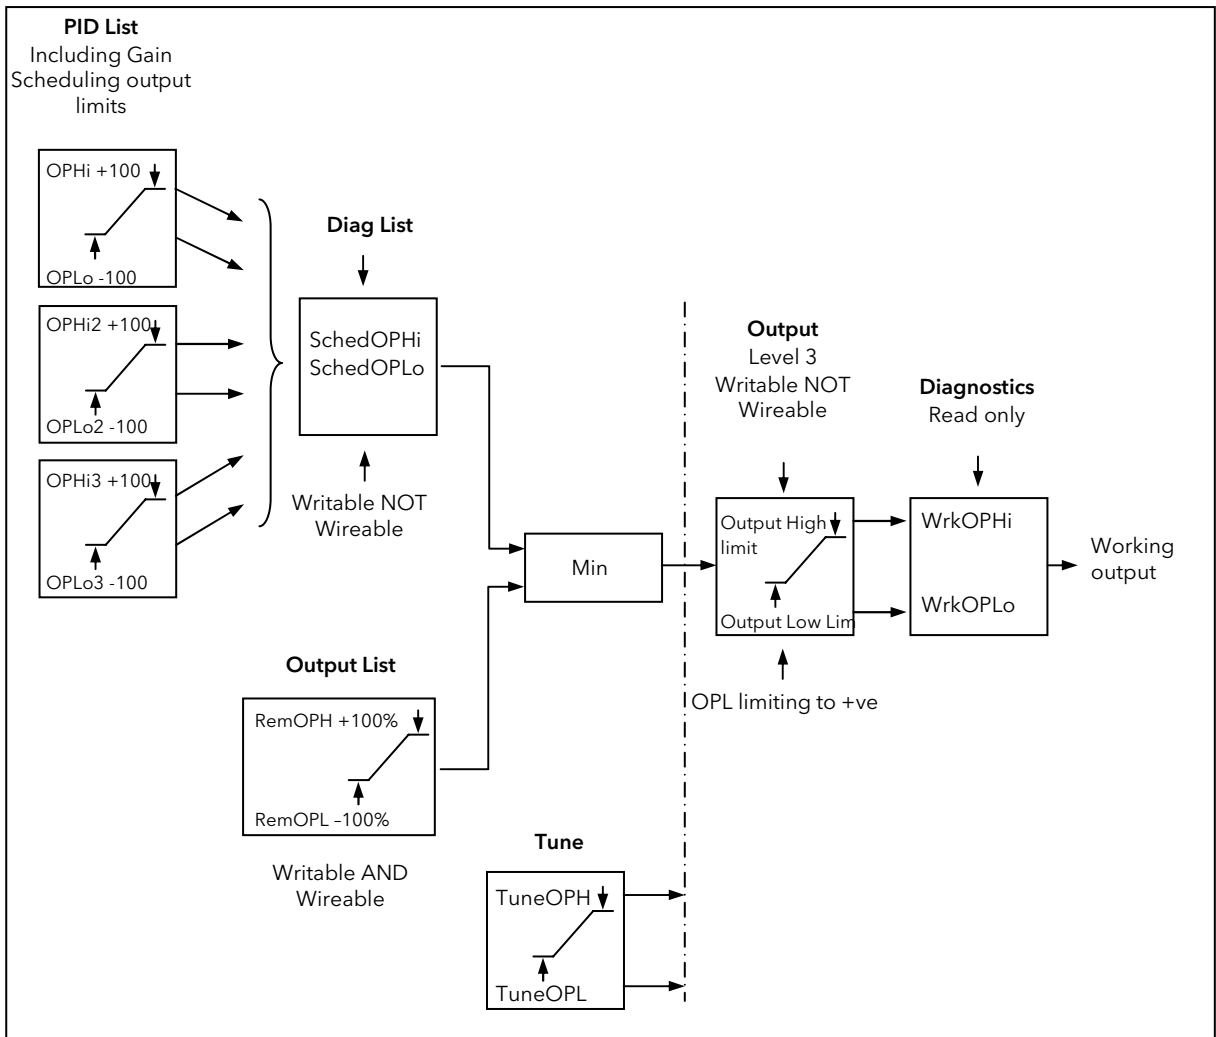 PID List
Including Gain
Scheduling output
limits
OPHi +100
OPLo -100
OPHi2 +100
OPLo2 -100
OPHi3 +100
OPLo3 -100
Diag List
SchedOPHi
SchedOPLo
Writable NOT
Wireable
Min
Output List
RemOPH +100%
RemOPL –100%
Writable AND
Wireable
Tune
TuneOPH
TuneOPL
Output
Level 3
Writable NOT
Wireable
Output High
limit
Output Low Lim
OPL limiting to +ve
Diagnostics
Read only
WrkOPHi
WrkOPLo
Working
output